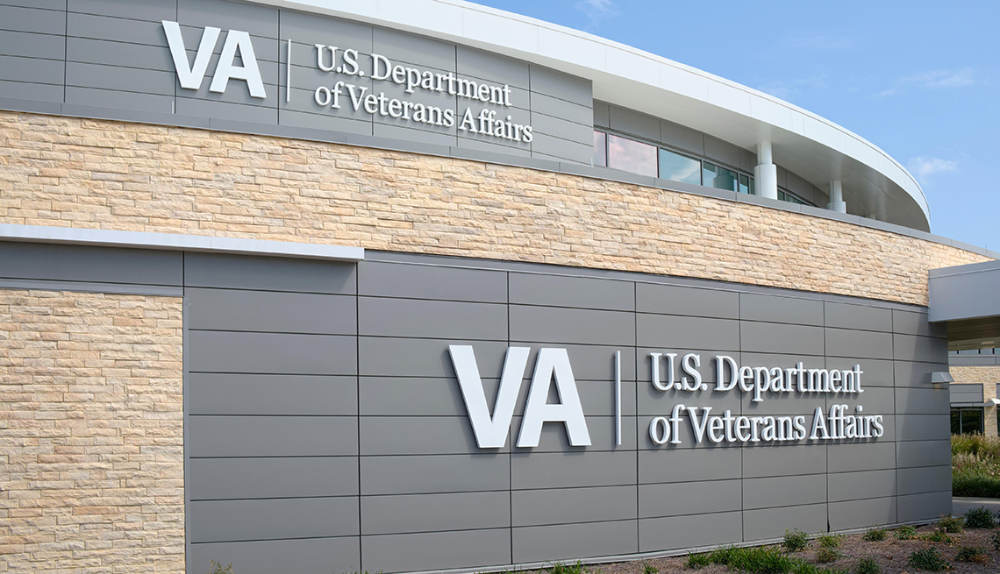 VA
U.S. Department
of Veterans Affairs
VA
U.S. Department
of Veterans Affairs